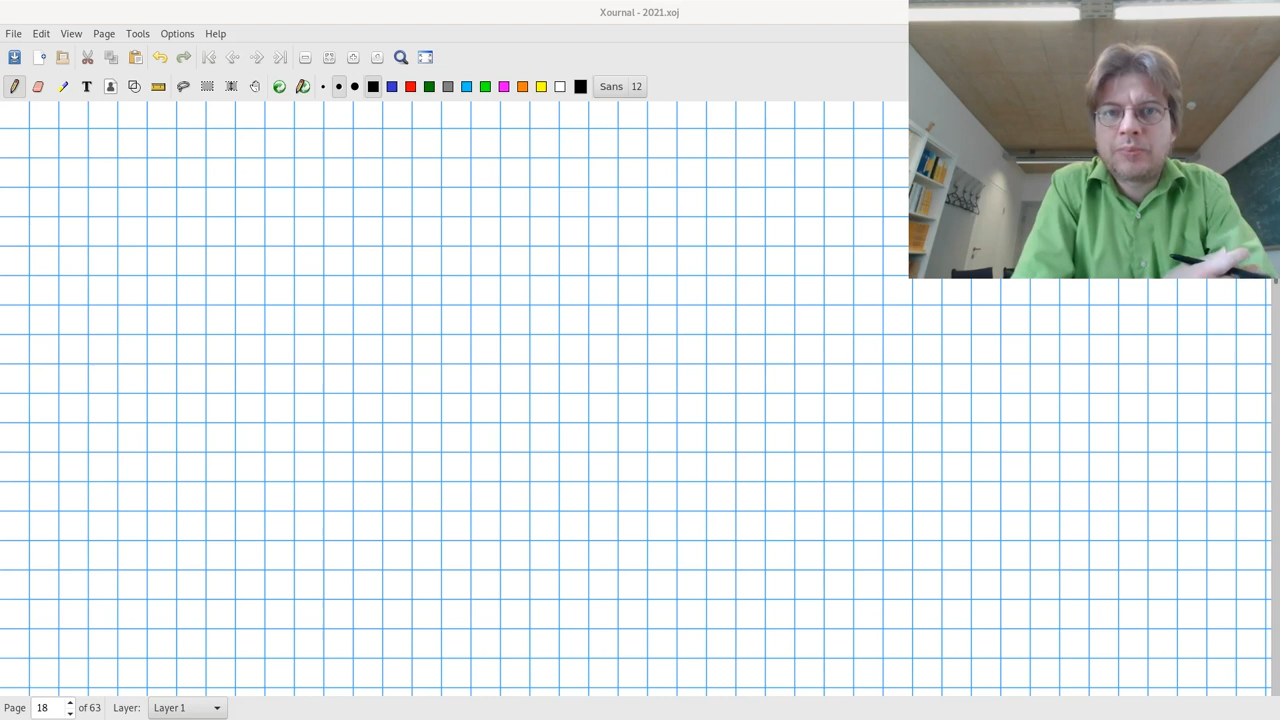 Xournal - 2021.xoj
File Edit View Page Tools Options Help
T Sans 12
Page 18 of 63 Layer: Layer 1